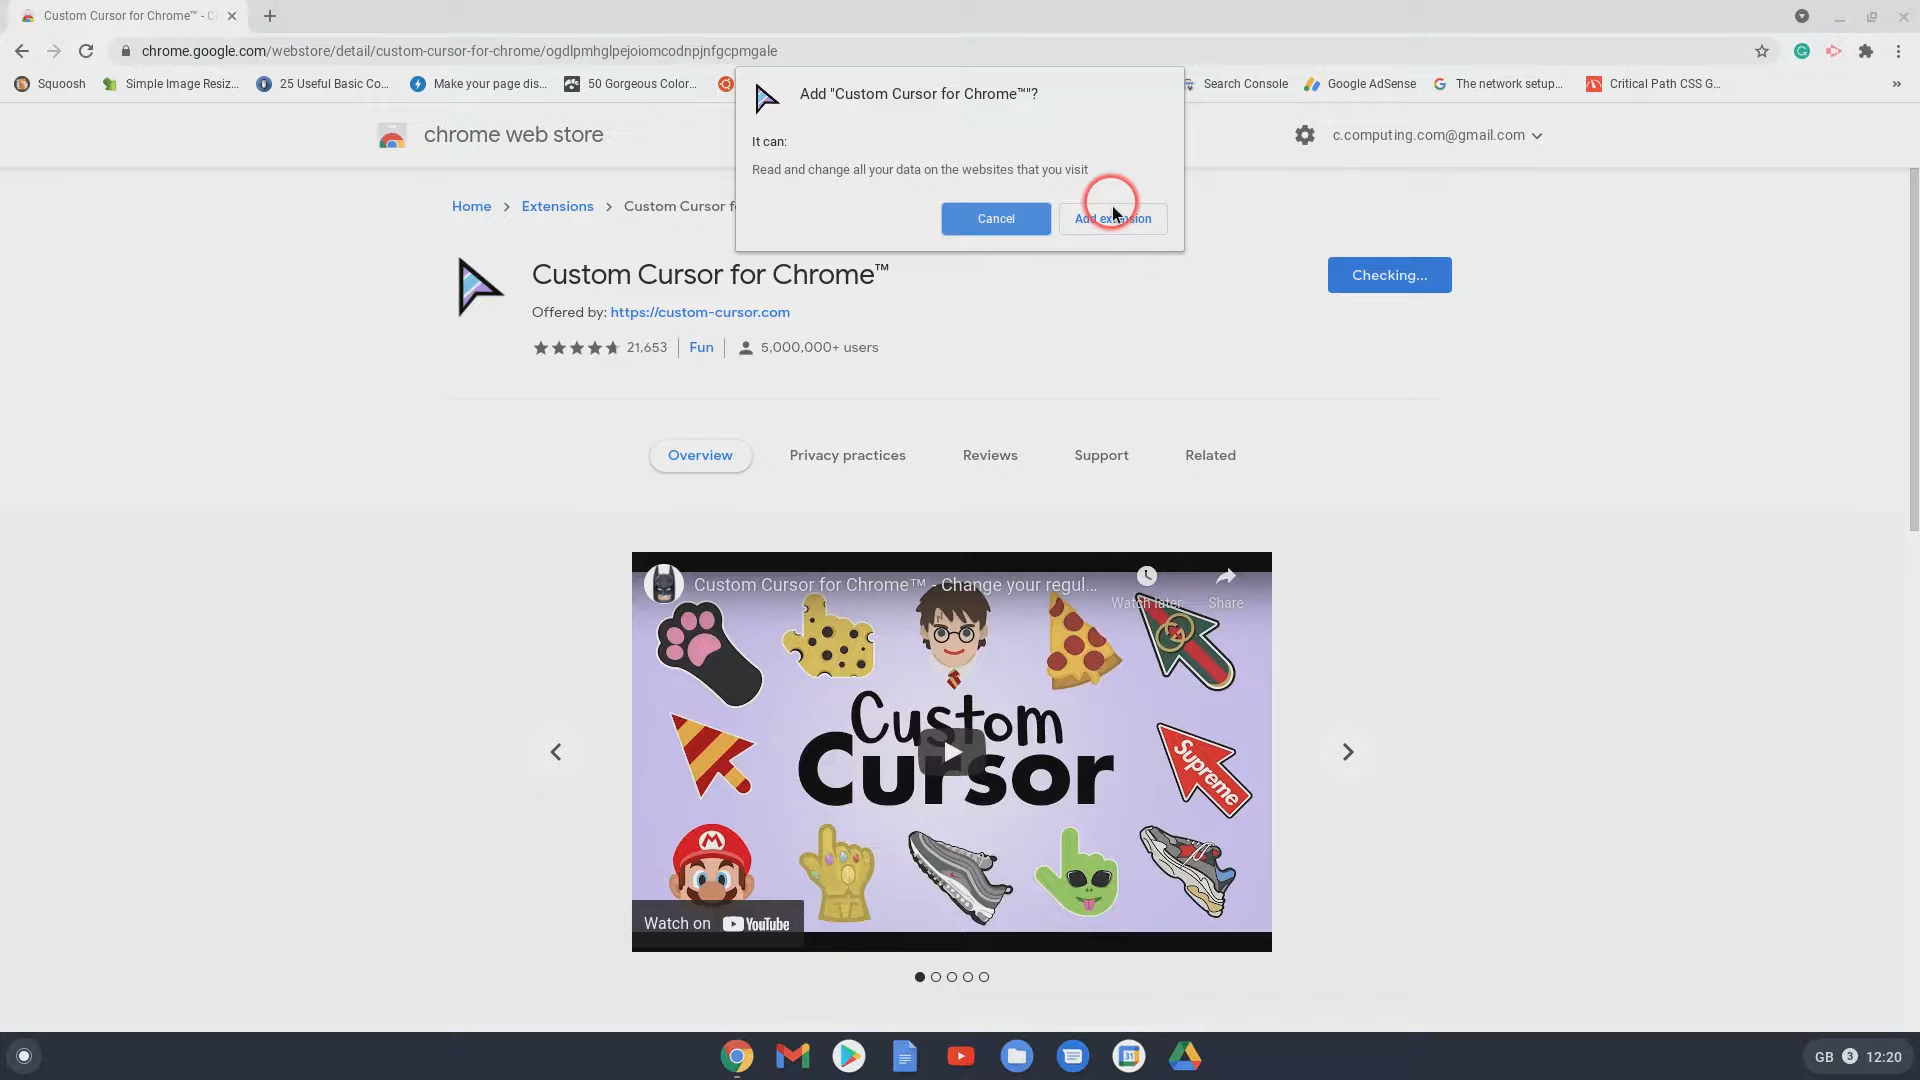 Custom Cursor for Chrome™ - C
chrome.google.com/webstore/detail/custom-cursor-for-chrome/ogdlpmhglpejoiomcodnpjnfgcpmgale
Squoosh
Simple Image Resiz...
25 Useful Basic Co...
Make your page dis...
50 Gorgeous Color...
Search Console
Google AdSense
The network setup...
Critical Path CSS G...
Add "Custom Cursor for Chrome™"?
It can:
Read and change all your data on the websites that you visit
Cancel
Add extension
chrome web store
c.computing.com@gmail.com
Home
Extensions
Custom Cursor f
Custom Cursor for Chrome™
Checking...
Offered by: https://custom-cursor.com
21,653
Fun
5,000,000+ users
Overview
Privacy practices
Reviews
Support
Related
Custom Cursor for Chrome™ - Change your regul...
Watch later
Share
Custom
Cursor
Supreme
M
Watch on YouTube
31
GB 3 12:20